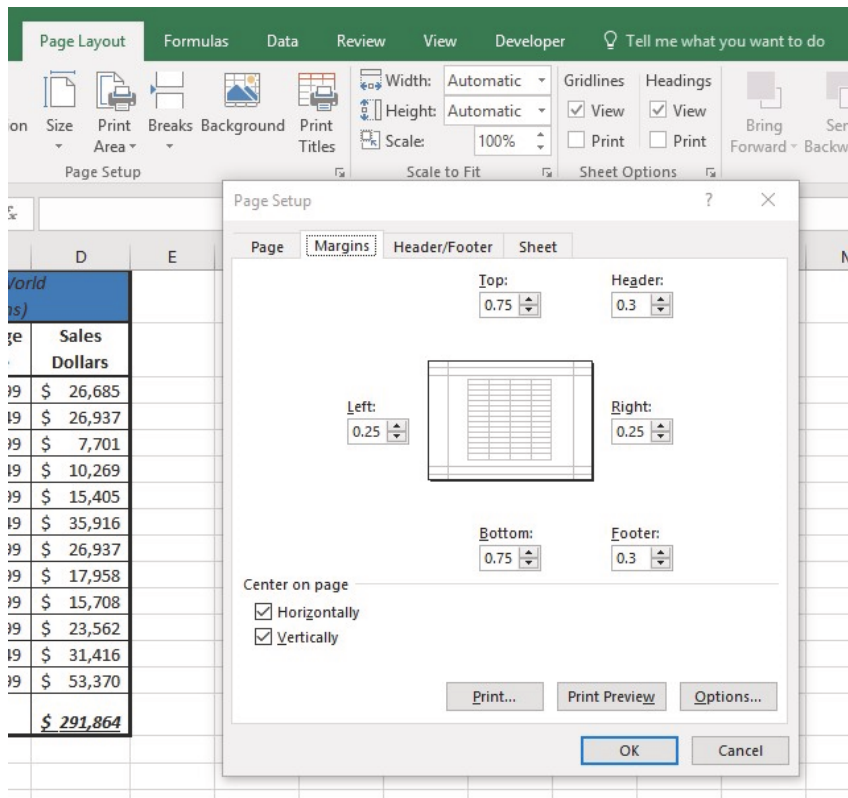 Page Layout Formulas Data Review View Developer Tell me what you want to do
Width: Automatic Gridlines Headings
Height: Automatic View View
Size Print Breaks Background Print Scale: 100% Print Print Bring
Area Titles Forward
Page Setup Scale to Fit Sheet Options
Page Setup ? ×
Page Margins Header/Footer Sheet
Top: Header:
0.75 0.3
Left: Right:
0.25 0.25
Bottom: Footer:
0.75 0.3
Center on page
Horizontally
Vertically
Print... Print Preview Options...
OK Cancel
D E
Sales
Dollars
$ 26,685
$ 26,937
$ 7,701
$ 10,269
$ 15,405
$ 35,916
$ 26,937
$ 17,958
$ 15,708
$ 23,562
$ 31,416
$ 53,370
$ 291,864